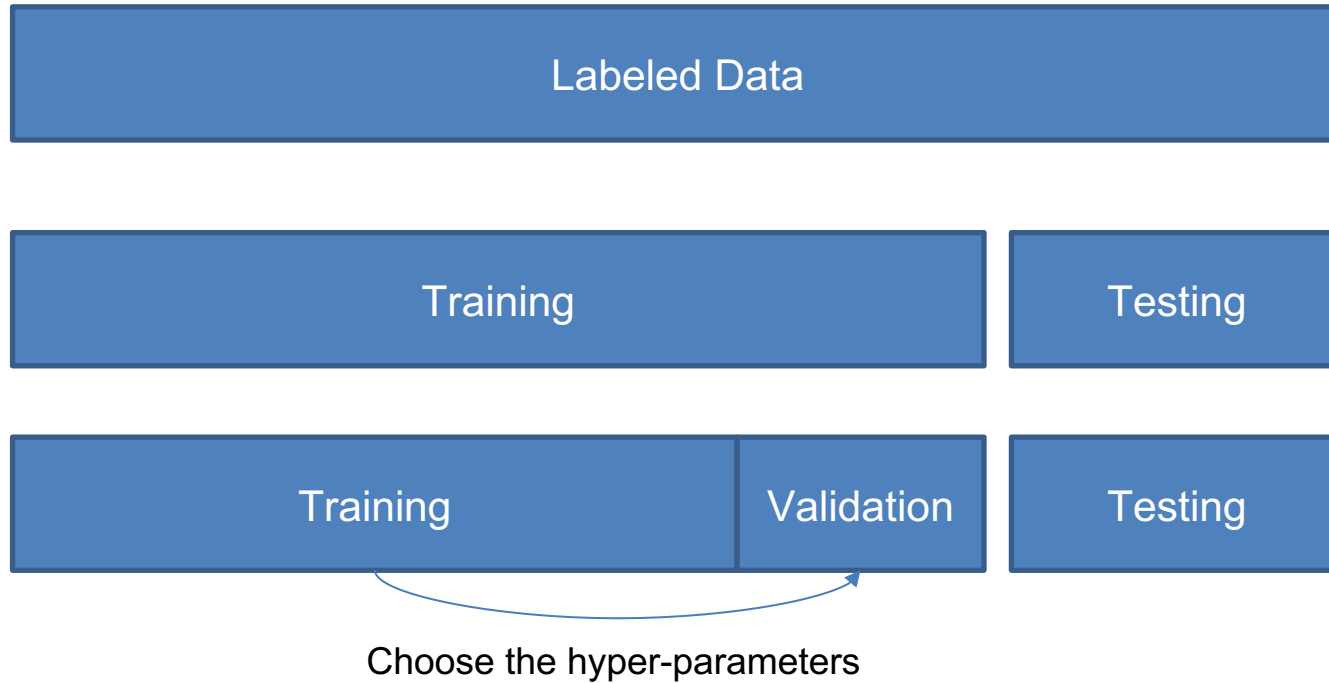 Labeled Data
Training Testing
Training Validation Testing
Choose the hyper-parameters